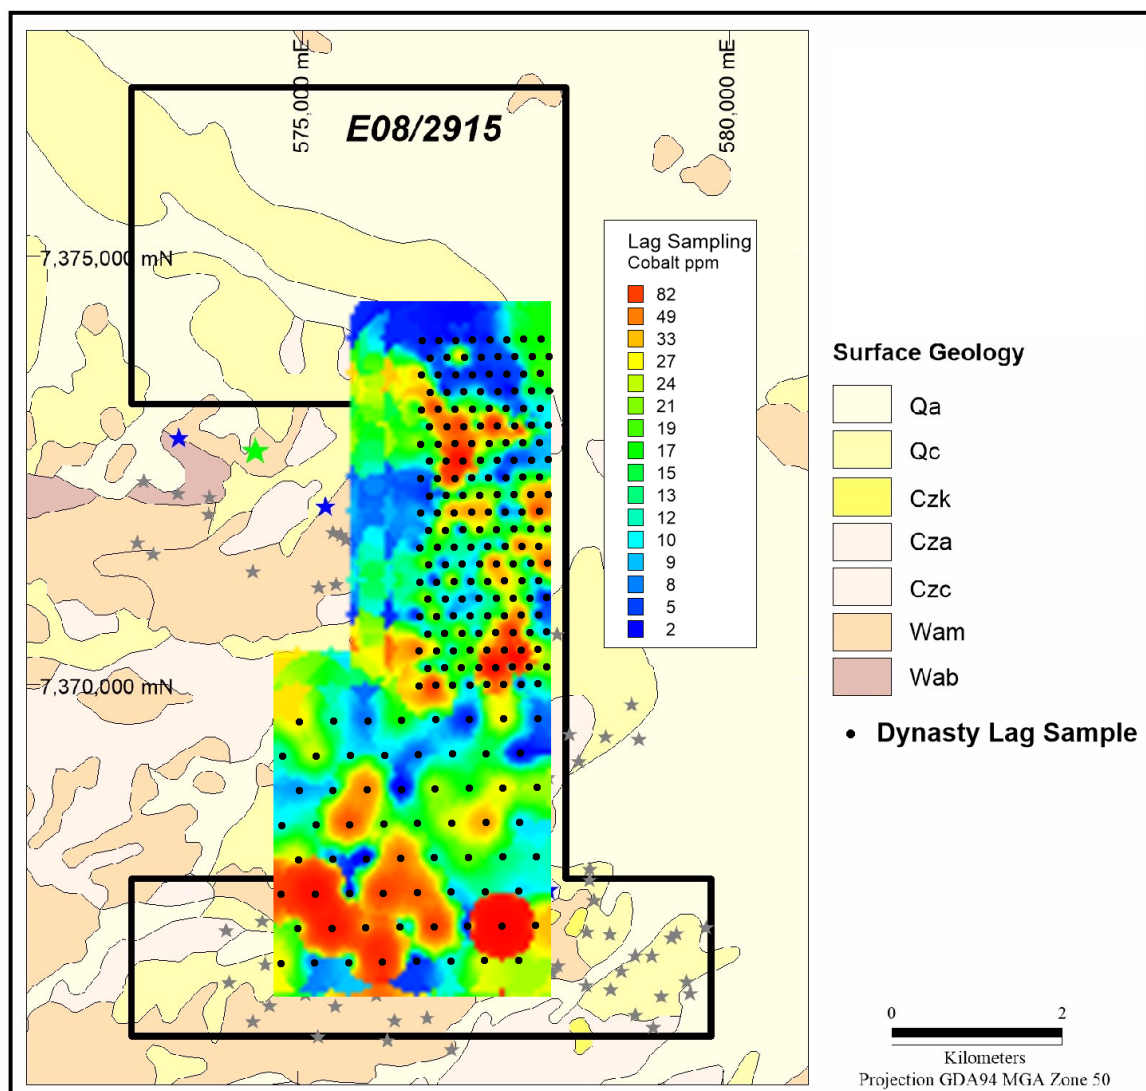 575,000 mE
580,000 mE
E08/2915
7,375,000 mN
7,370,000 mN
Lag Sampling
Cobalt ppm
82
49
33
27
24
21
19
17
15
13
12
10
9
8
5
2
Surface Geology
Qa
Qc
Czk
Cza
Czc
Wam
Wab
Dynasty Lag Sample
0 2
Kilometers
Projection GDA94 MGA Zone 50